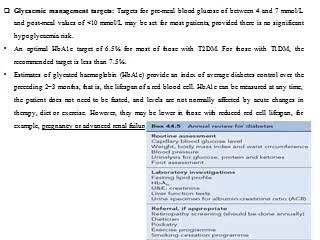 ❑ Glycaemic management targets: Targets for pre-meal blood glucose of between 4 and 7 mmol/L
and post-meal values of <10 mmol/L may be set for most patients, provided there is no significant
hypoglycaemia risk.
• An optimal HbA1c target of 6.5% for most of those with T2DM. For those with T1DM, the
recommended target is less than 7.5%.
• Estimates of glycated haemoglobin (HbA1c) provide an index of average diabetes control over the
preceding 2–3 months, that is, the lifespan of a red blood cell. HbA1c can be measured at any time,
the patient does not need to be fasted, and levels are not normally affected by acute changes in
therapy, diet or exercise. However, they may be lower in those with reduced red cell lifespan, for
example, pregnancy or advanced renal failure
Box 44.5 Annual review for diabetes
Routine assessment
Capillary blood glucose level
Weight, body mass index and waist circumference
Blood pressure
Urinalysis for glucose, protein and ketones
Foot assessment
Laboratory investigations
Fasting lipid profile
HbA1c
U&E, creatinine
Liver function tests
Urine specimen for albumin:creatinine ratio (ACR)
Referral, if appropriate
Retinopathy screening (should be done annually)
Dietician
Podiatry
Exercise programme
Smoking cessation programme